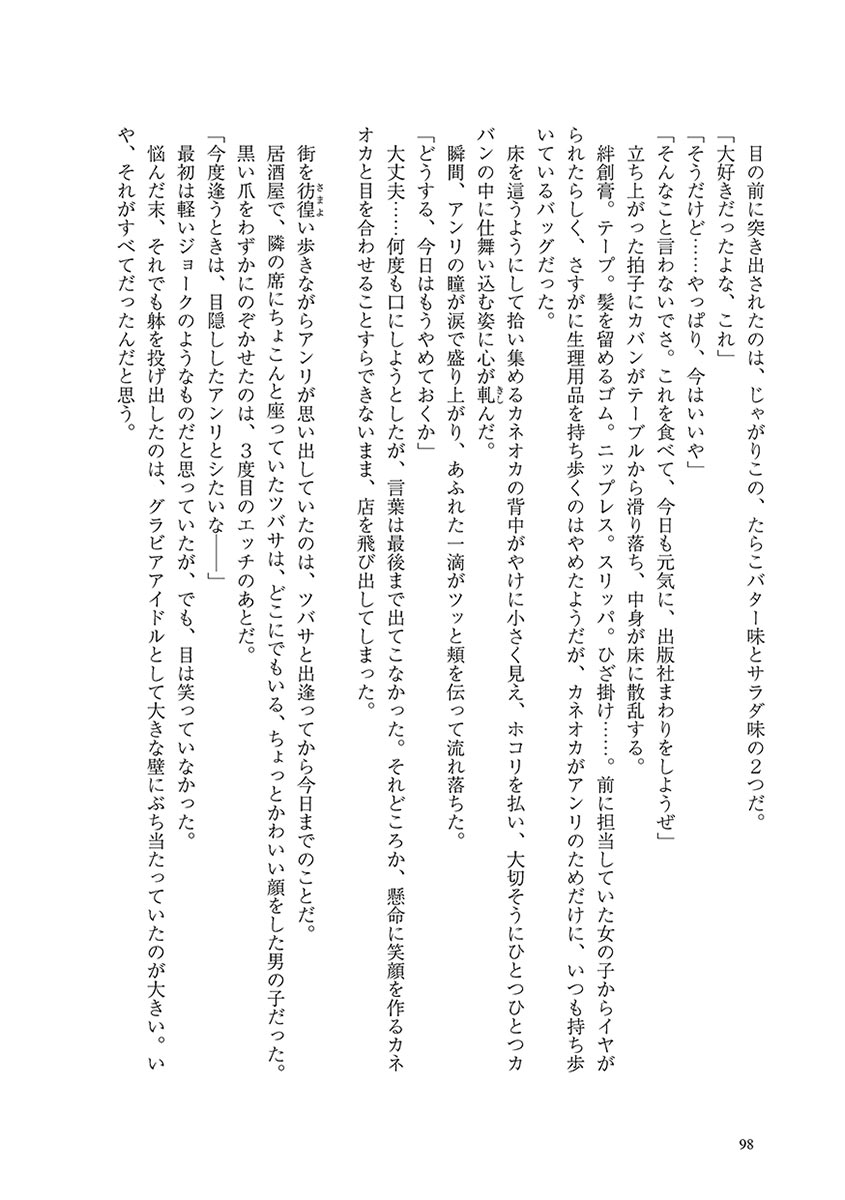 目の前に突き出されたのは、じゃがりこの、たらこバター味とサラダ味の２つだ。
「大好きだったよな、これ」
「そうだけど……やっぱり、今はいいや」
「そんなこと言わないでさ。これを食べて、今日も元気に、出版社まわりをしようぜ」
立ち上がった拍子にカバンがテーブルから滑り落ち、中身が床に散乱する。
絆創膏。テープ。髪を留めるゴム。ニップレス。スリッパ。ひざ掛け……。前に担当していた女の子からイヤが
られたらしく、さすがに生理用品を持ち歩くのはやめたようだが、カネオカがアンリのためだけに、いつも持ち歩
いているバッグだった。
床を這うようにして拾い集めるカネオカの背中がやけに小さく見え、ホコリを払い、大切そうにひとつひとつカ
バンの中に仕舞い込む姿に心が軋きしんだ。
瞬間、アンリの瞳が涙で盛り上がり、あふれた一滴がツッと頬を伝って流れ落ちた。
「どうする、今日はもうやめておくか」
大丈夫……何度も口にしようとしたが、言葉は最後まで出てこなかった。それどころか、懸命に笑顔を作るカネ
オカと目を合わせることすらできないまま、店を飛び出してしまった。
街を彷徨さまよい歩きながらアンリが思い出していたのは、ツバサと出逢ってから今日までのことだ。
居酒屋で、隣の席にちょこんと座っていたツバサは、どこにでもいる、ちょっとかわいい顔をした男の子だった。
黒い爪をわずかにのぞかせたのは、３度目のエッチのあとだ。
「今度逢うときは、目隠ししたアンリとシたいな――」
最初は軽いジョークのようなものだと思っていたが、でも、目は笑っていなかった。
悩んだ末、それでも躰を投げ出したのは、グラビアアイドルとして大きな壁にぶち当たっていたのが大きい。い
や、それがすべてだったんだと思う。
98